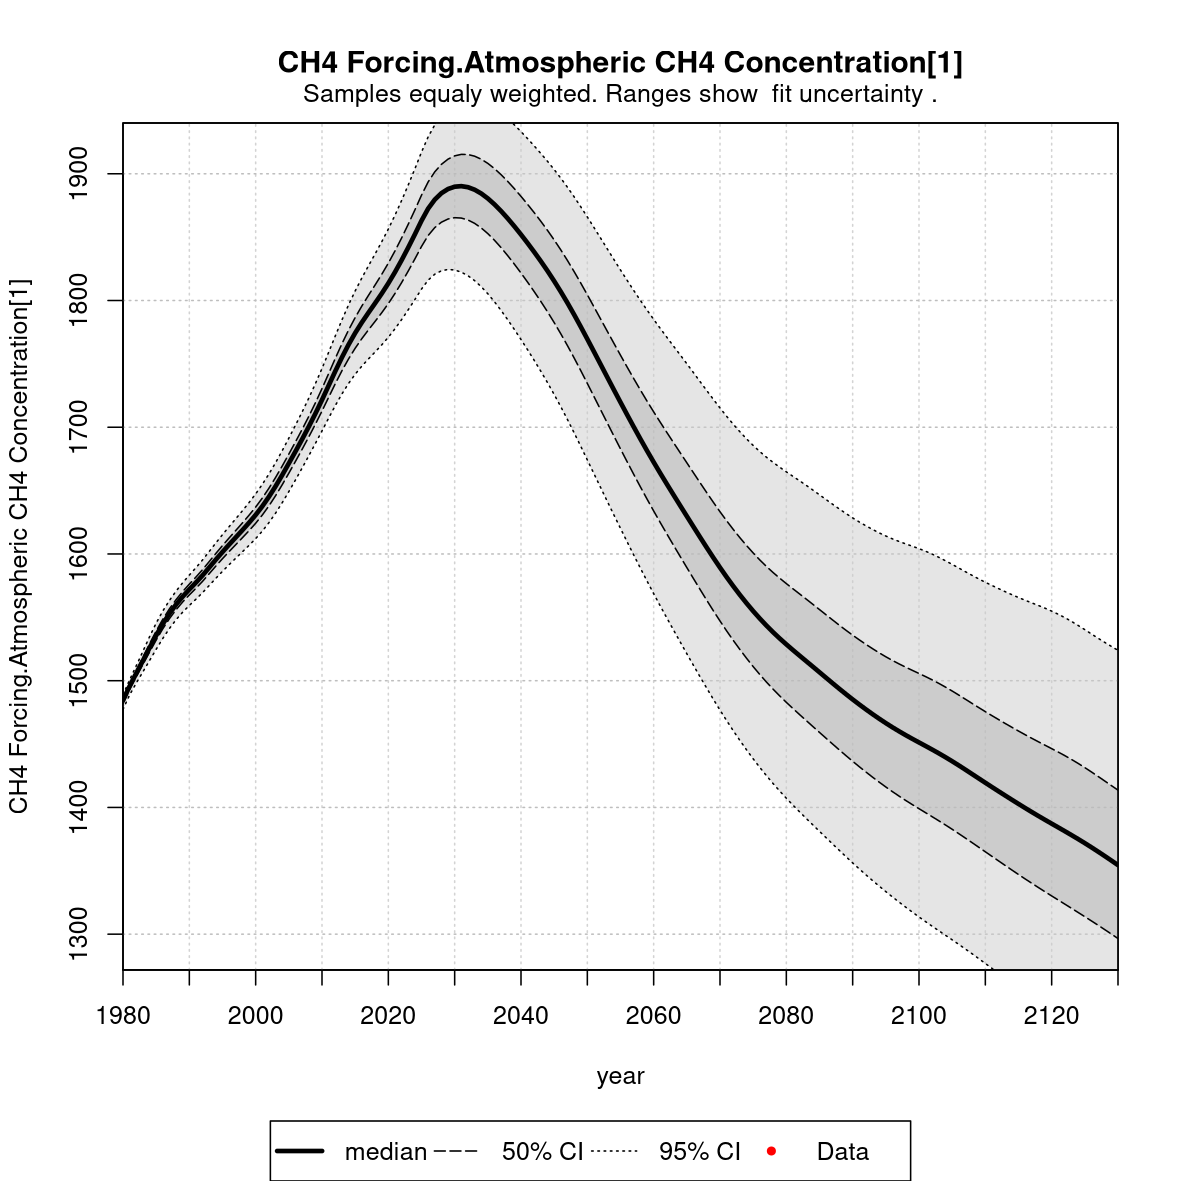 CH4 Forcing.Atmospheric CH4 Concentration[1]
Samples equaly weighted. Ranges show  fit uncertainty .
CH4 Forcing.Atmospheric CH4 Concentration[1]
1900
1800
1700
1600
1500
1400
1300
1980 2000 2020 2040 2060 2080 2100 2120
year
median 50% CI 95% CI Data